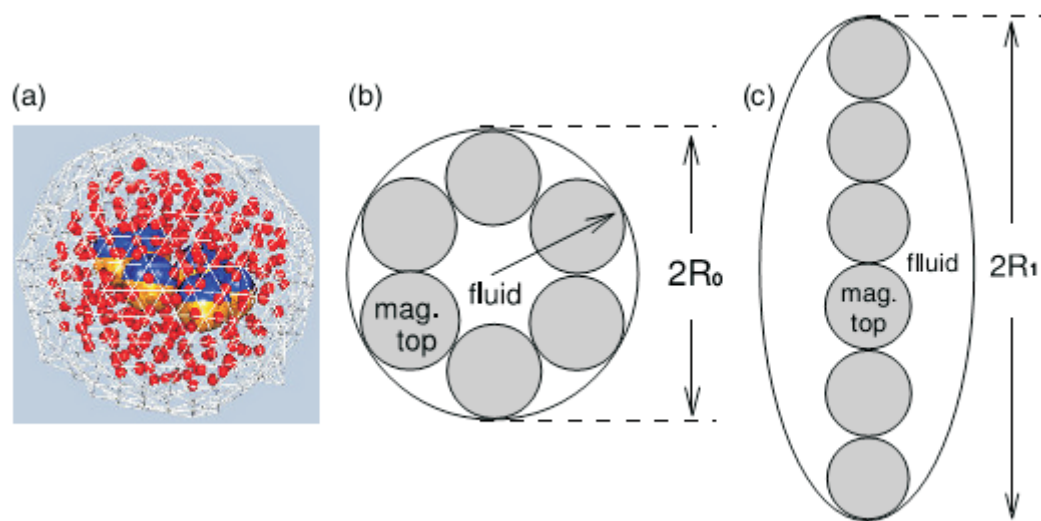 (a)
(b)
fluid
mag.
top
2R₀
(c)
flluid
mag.
top
2R₁